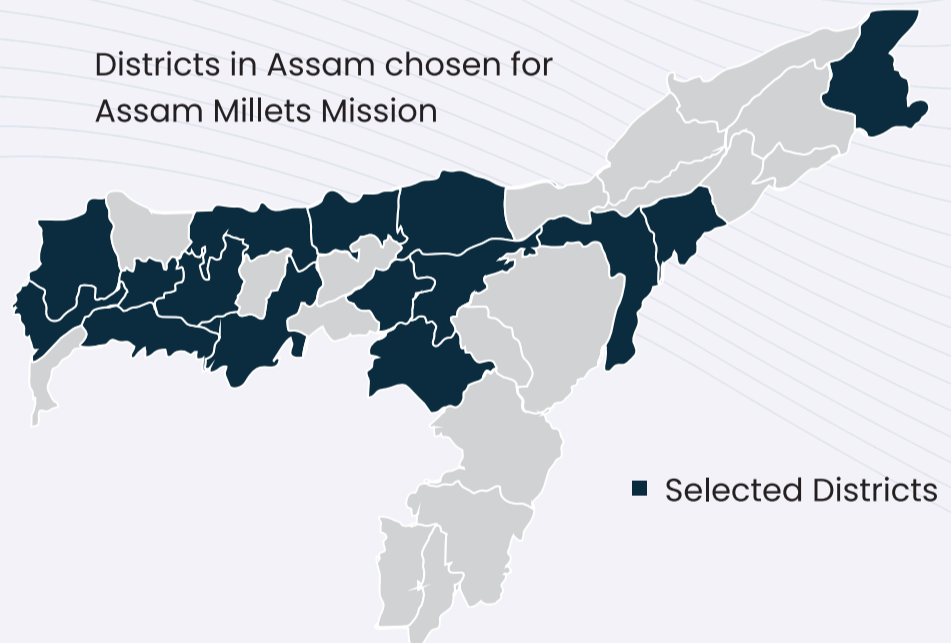 Districts in Assam chosen for
Assam Millets Mission
Selected Districts